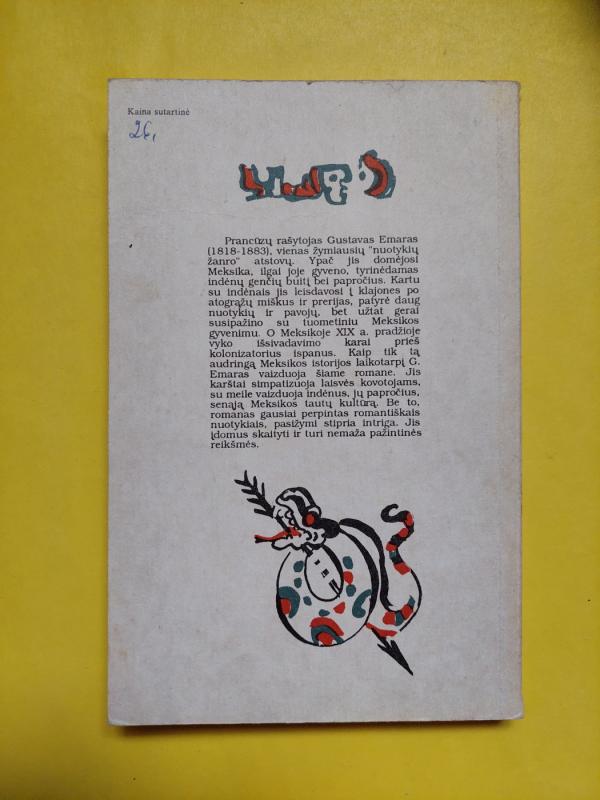 Kaina sutartinė
26,
Prancūzų rašytojas Gustavas Emaras
(1818-1883), vienas žymiausių "nuotykių
žanro" atstovų. Ypač jis domėjosi
Meksika, ilgai joje gyveno, tyrinėdamas
indėnų genčių buitį bei papročius. Kartu
su indėnais jis leisdavosi į klajones po
atogrąžų miškus ir prerijas, patyrė daug
nuotykių ir pavojų, bet užtat gerai
susipažino su tuometiniu Meksikos
gyvenimu. O Meksikoje XIX a. pradžioje
vyko išsivadavimo karai prieš
kolonizatorius ispanus. Kaip tik tą
audringą Meksikos istorijos laikotarpį G.
Emaras vaizduoja šiame romane. Jis
karštai simpatizuoja laisvės kovotojams,
su meile vaizduoja indėnus, jų papročius,
senąją Meksikos tautų kultūrą. Be to,
romanas gausiai perpintas romantiškais
nuotykiais, pasižymi stipria intriga. Jis
įdomus skaityti ir turi nemaža pažintinės
reikšmės.